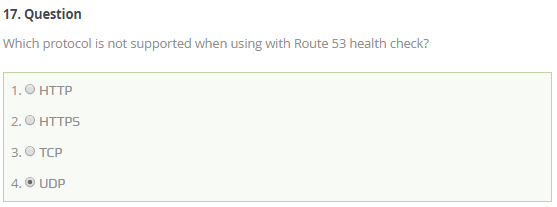 17. Question
Which protocol is not supported when using with Route 53 health check?
1. HTTP
2. HTTPS
3. TCP
4. UDP